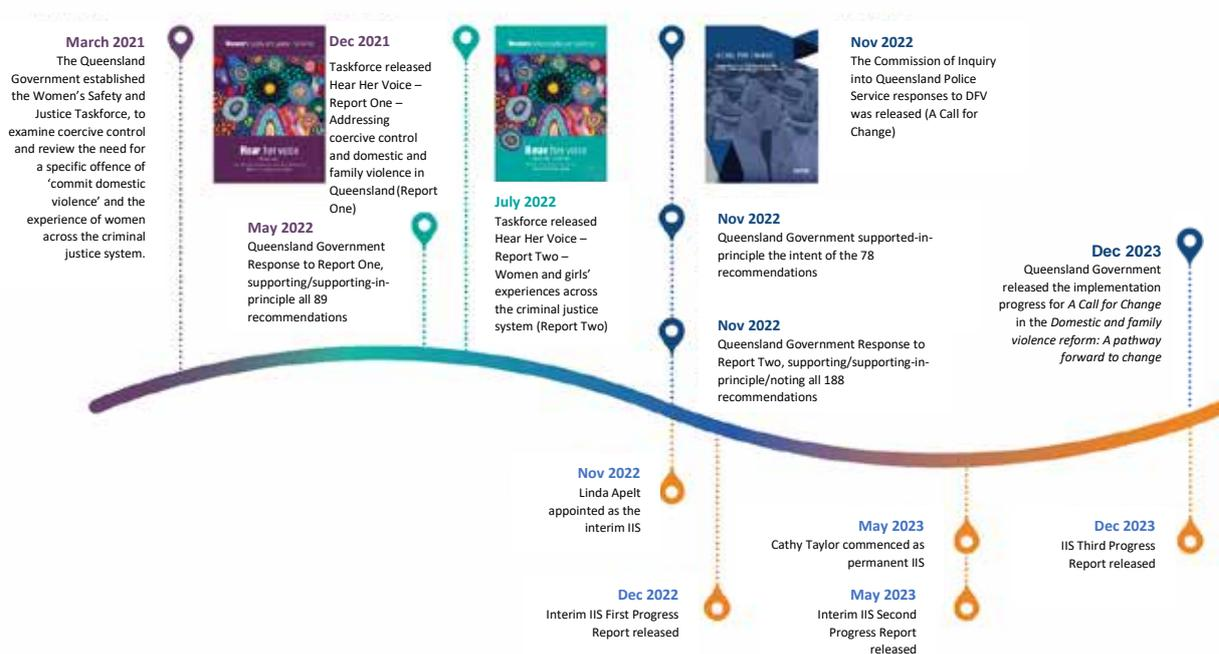 March 2021
The Queensland
Government established
the Women's Safety and
Justice Taskforce, to
examine coercive control
and review the need for
a specific offence of
'commit domestic
violence' and the
experience of women
across the criminal
justice system.
Dec 2021
Taskforce released
Hear Her Voice –
Report One –
Addressing
coercive control
and domestic and
family violence in
Queensland (Report
One)
Hear her voice
May 2022
Queensland Government
Response to Report One,
supporting/supporting-in-
principle all 89
recommendations
Hear her voice
July 2022
Taskforce released
Hear Her Voice –
Report Two –
Women and girls'
experiences across
the criminal justice
system (Report Two)
A CALL FOR CHANGE
Nov 2022
The Commission of Inquiry
into Queensland Police
Service responses to DFV
was released (A Call for
Change)
Nov 2022
Queensland Government supported-in-
principle the intent of the 78
recommendations
Nov 2022
Queensland Government Response to
Report Two, supporting/supporting-in-
principle/noting all 188
recommendations
Dec 2023
Queensland Government
released the implementation
progress for A Call for Change
in the Domestic and family
violence reform: A pathway
forward to change
Nov 2022
Linda Apelt
appointed as the
interim IIS
Dec 2022
Interim IIS First Progress
Report released
May 2023
Cathy Taylor commenced as
permanent IIS
May 2023
Interim IIS Second
Progress Report
released
Dec 2023
IIS Third Progress
Report released